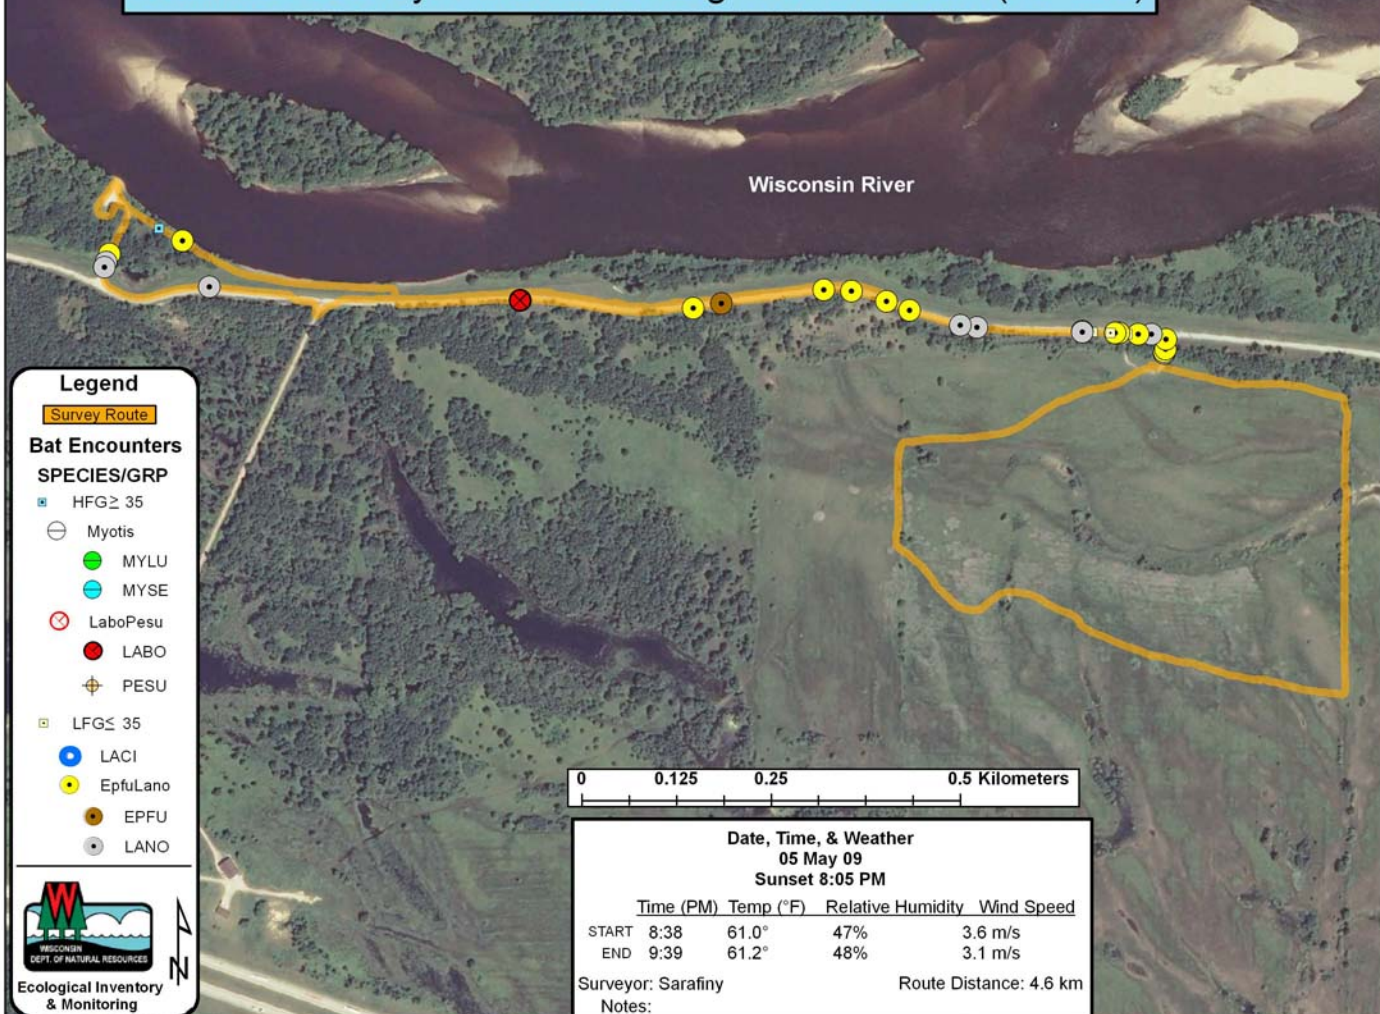 Wisconsin River
Legend
Survey Route
Bat Encounters
SPECIES/GRP
HFG≥ 35
Myotis
MYLU
MYSE
LaboPesu
LABO
PESU
LFG≤ 35
LACI
EpfuLano
EPFU
LANO
W
WISCONSIN
DEPT. OF NATURAL RESOURCES
N
Ecological Inventory
& Monitoring
0 0.125 0.25 0.5 Kilometers
Date, Time, & Weather
05 May 09
Sunset 8:05 PM
Time (PM) Temp (°F) Relative Humidity Wind Speed
START 8:38 61.0° 47% 3.6 m/s
END 9:39 61.2° 48% 3.1 m/s
Surveyor: Sarafiny Route Distance: 4.6 km
Notes: